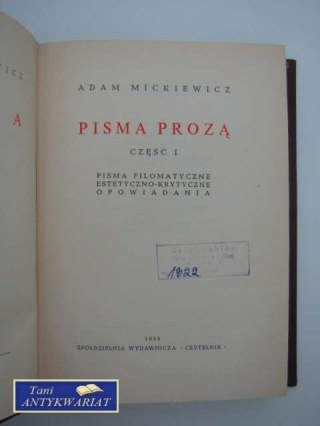 ADAM MICKIEWICZ
PISMA PROZĄ
CZĘŚĆ I
PISMA FILOMATYCZNE
ESTETYCZNO-KRYTYCZNE
OPOWIADANIA
1822
SPÓŁDZIELNIA WYDAWNICZA „CZYTELNIK"
Tani
ANTYKWARIAT